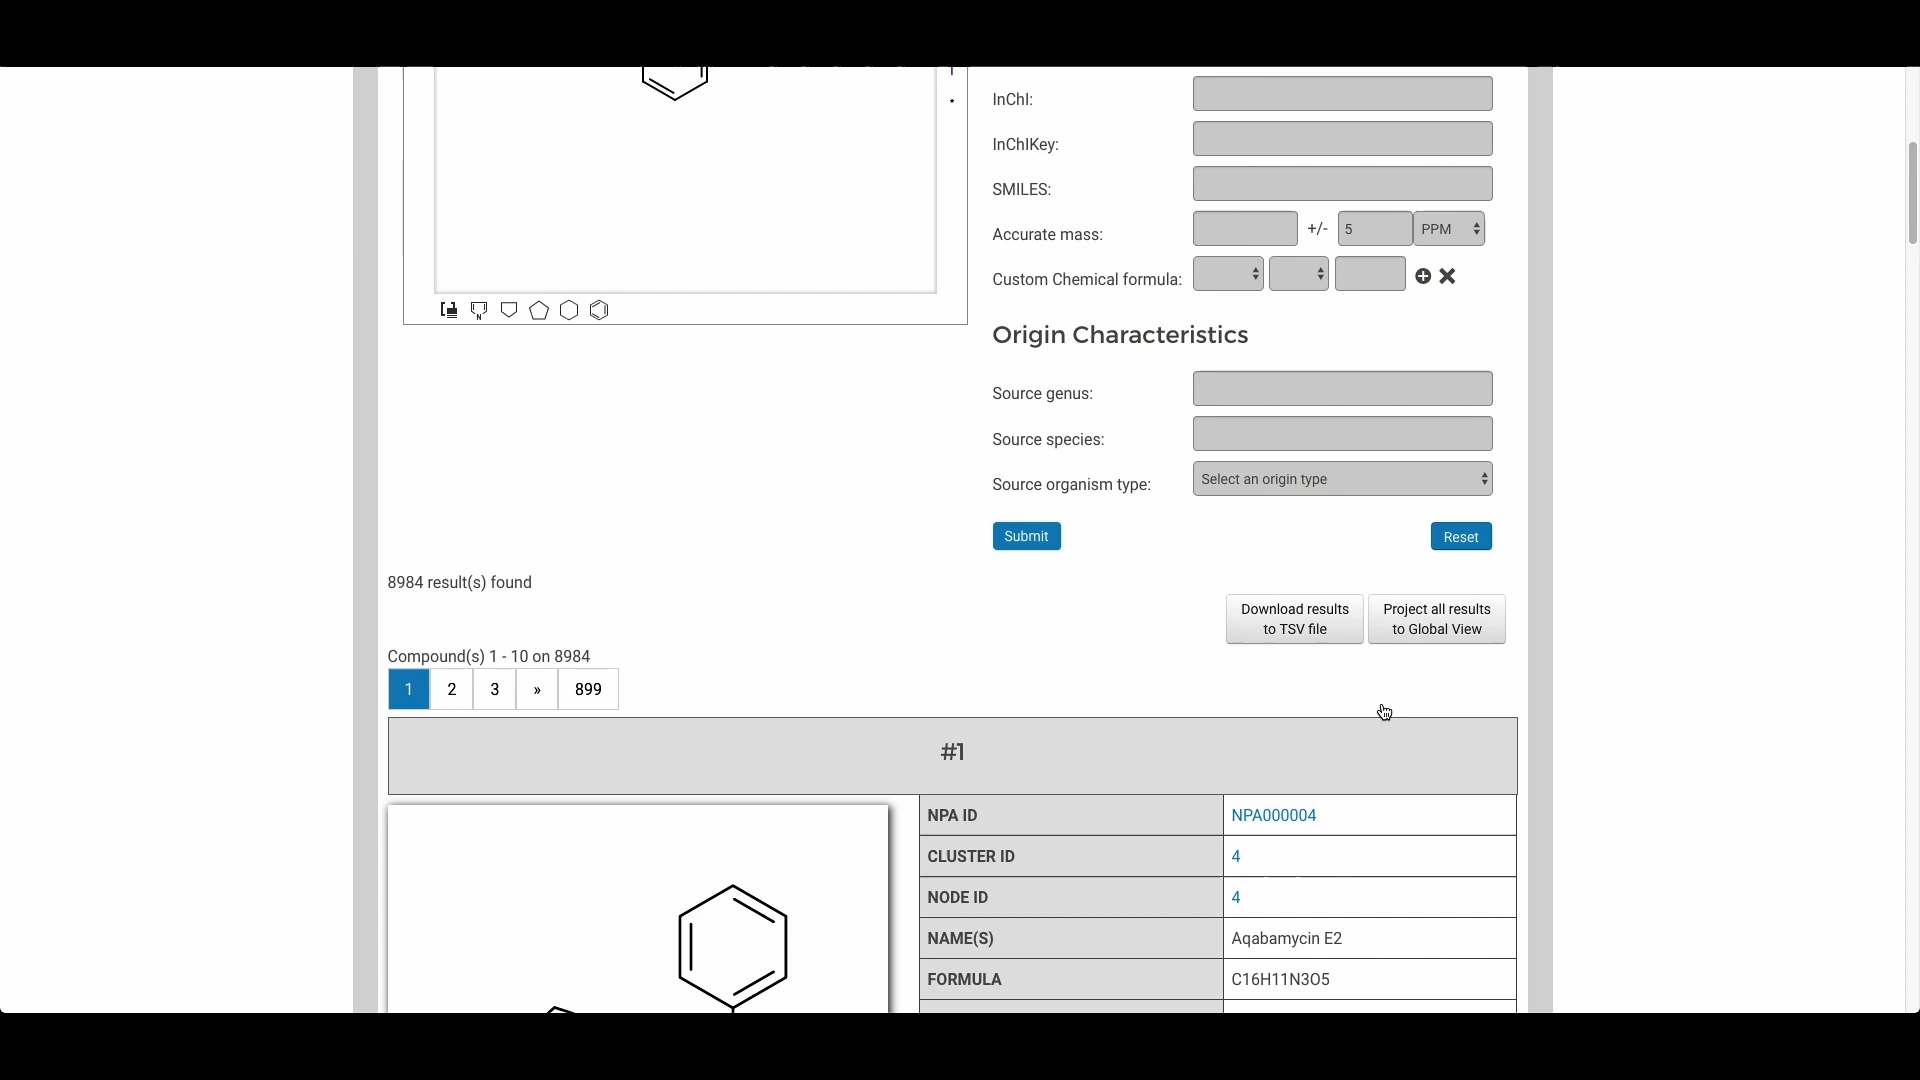 InChI:
InChIKey:
SMILES:
Accurate mass: +/- 5 PPM
Custom Chemical formula:
N
Origin Characteristics
Source genus:
Source species:
Source organism type: Select an origin type
Submit Reset
8984 result(s) found
Download results
to TSV file
Project all results
to Global View
Compound(s) 1 - 10 on 8984
1 2 3 » 899
#1
NPA ID NPA000004
CLUSTER ID 4
NODE ID 4
NAME(S) Aqabamycin E2
FORMULA C16H11N3O5